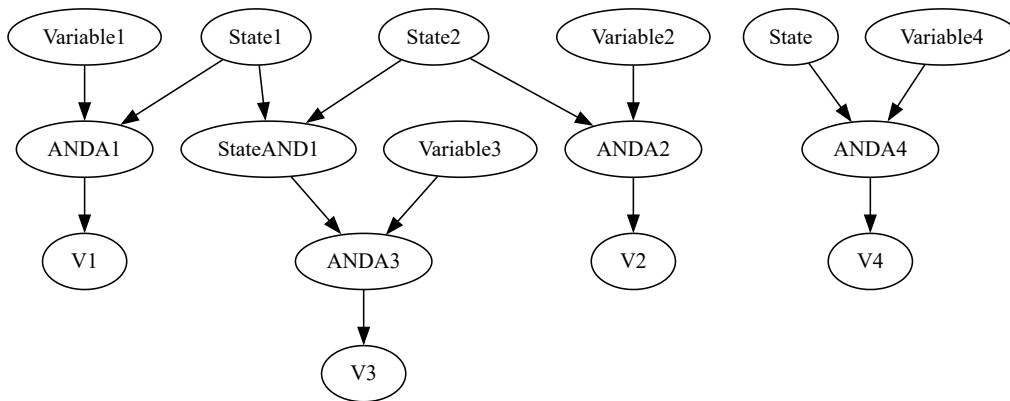 Variable1
State1
State2
Variable2
State
Variable4
ANDA1
StateAND1
Variable3
ANDA2
ANDA4
V1
ANDA3
V2
V4
V3